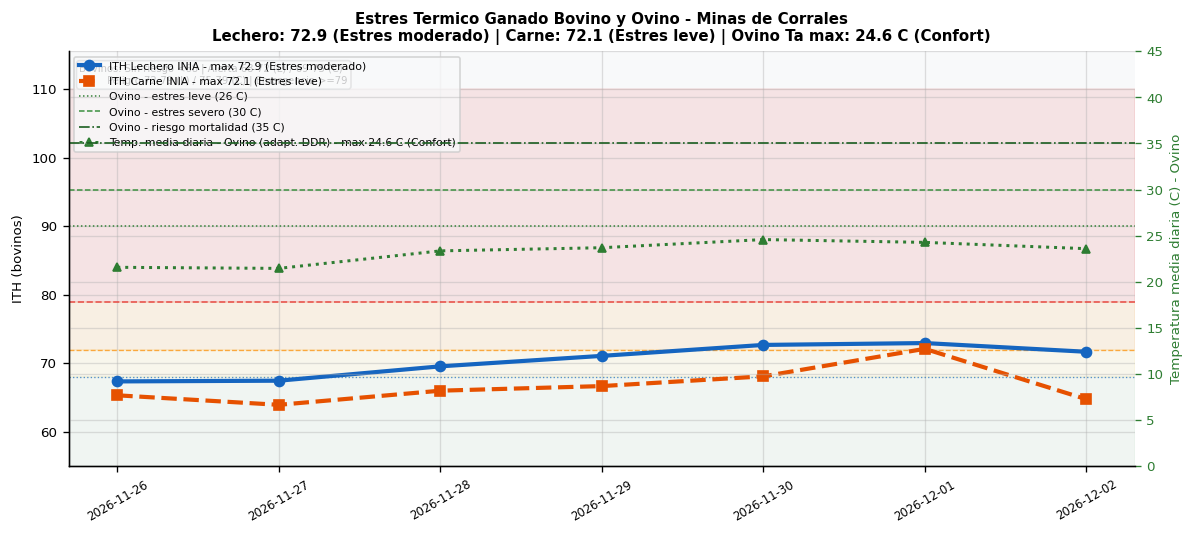 Estres Termico Ganado Bovino y Ovino - Minas de Corrales
Lechero: 72.9 (Estres moderado) | Carne: 72.1 (Estres leve) | Ovino Ta max: 24.6 C (Confort)
ITH Lechero INIA - max 72.9 (Estres moderado)
ITH Carne INIA - max 72.1 (Estres leve)
Ovino - estres leve (26 C)
Ovino - estres severo (30 C)
Ovino - riesgo mortalidad (35 C)
Temp. media diaria - Ovino (adapt. DDR) - max 24.6 C (Confort)
>=79
ITH (bovinos)
110
100
90
80
70
60
Temperatura media diaria (C) - Ovino
45
40
35
30
25
20
15
10
5
0
2026-11-26
2026-11-27
2026-11-28
2026-11-29
2026-11-30
2026-12-01
2026-12-02